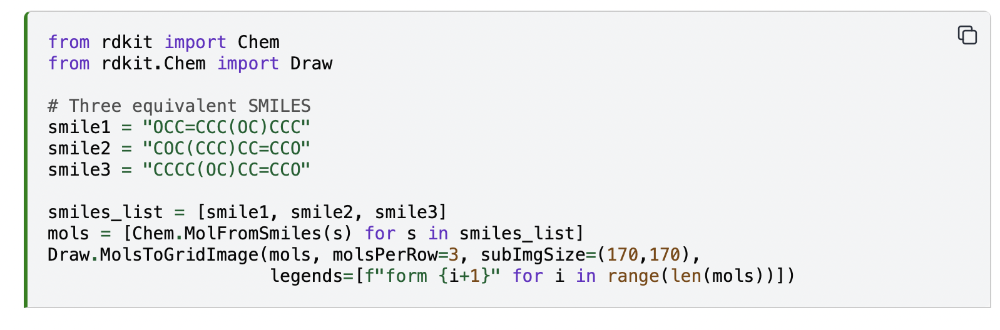 from rdkit import Chem
from rdkit.Chem import Draw
# Three equivalent SMILES
smile1 = "OCC=CCC(OC)CCC"
smile2 = "COC(CCC)CC=CCO"
smile3 = "CCCC(OC)CC=CCO"
smiles_list = [smile1, smile2, smile3]
mols = [Chem.MolFromSmiles(s) for s in smiles_list]
Draw.MolsToGridImage(mols, molsPerRow=3, subImgSize=(170,170),
legends=[f"form {i+1}" for i in range(len(mols))])